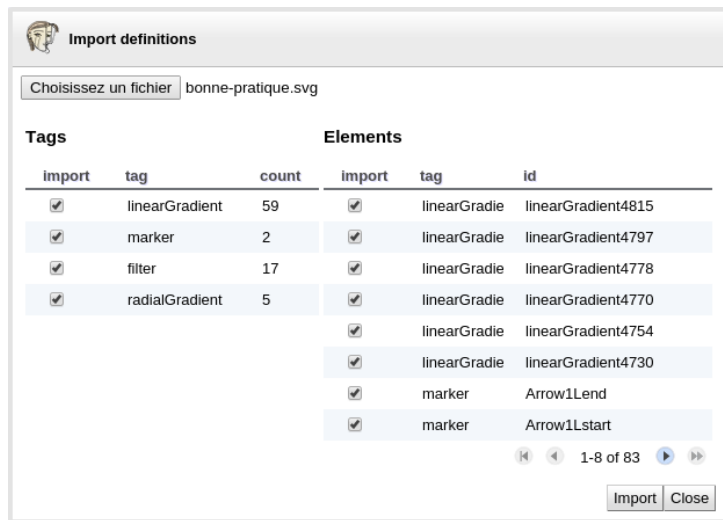 Import definitions
Choisissez un fichier bonne-pratique.svg
Tags
import tag count
linearGradient 59
marker 2
filter 17
radialGradient 5
Elements
import tag id
linearGradie linearGradient4815
linearGradie linearGradient4797
linearGradie linearGradient4778
linearGradie linearGradient4770
linearGradie linearGradient4754
linearGradie linearGradient4730
marker Arrow1Lend
marker Arrow1Lstart
1-8 of 83
Import Close